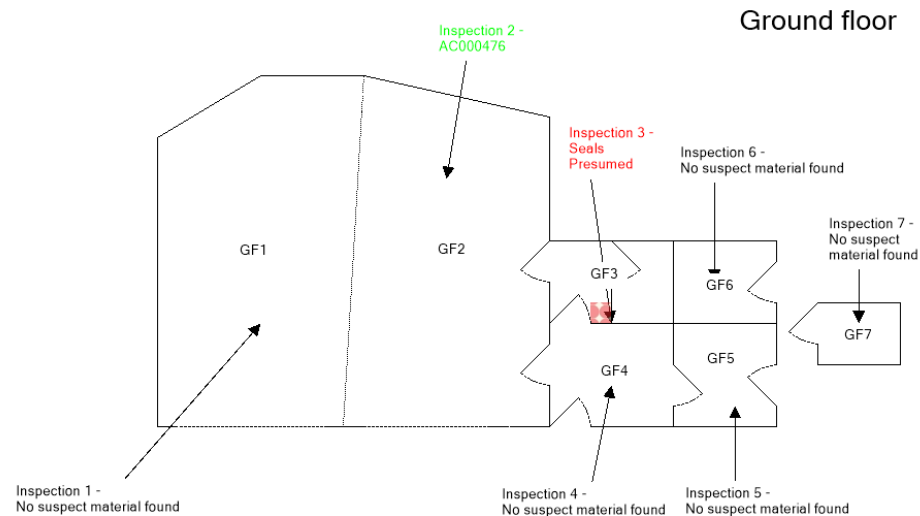 Ground floor
Inspection 2 -
AC000476
Inspection 3 -
Seals
Presumed
Inspection 6 -
No suspect material found
Inspection 7 -
No suspect
material found
GF1
GF2
GF3
GF6
GF7
GF4
GF5
Inspection 1 -
No suspect material found
Inspection 4 -
No suspect material found
Inspection 5 -
No suspect material found